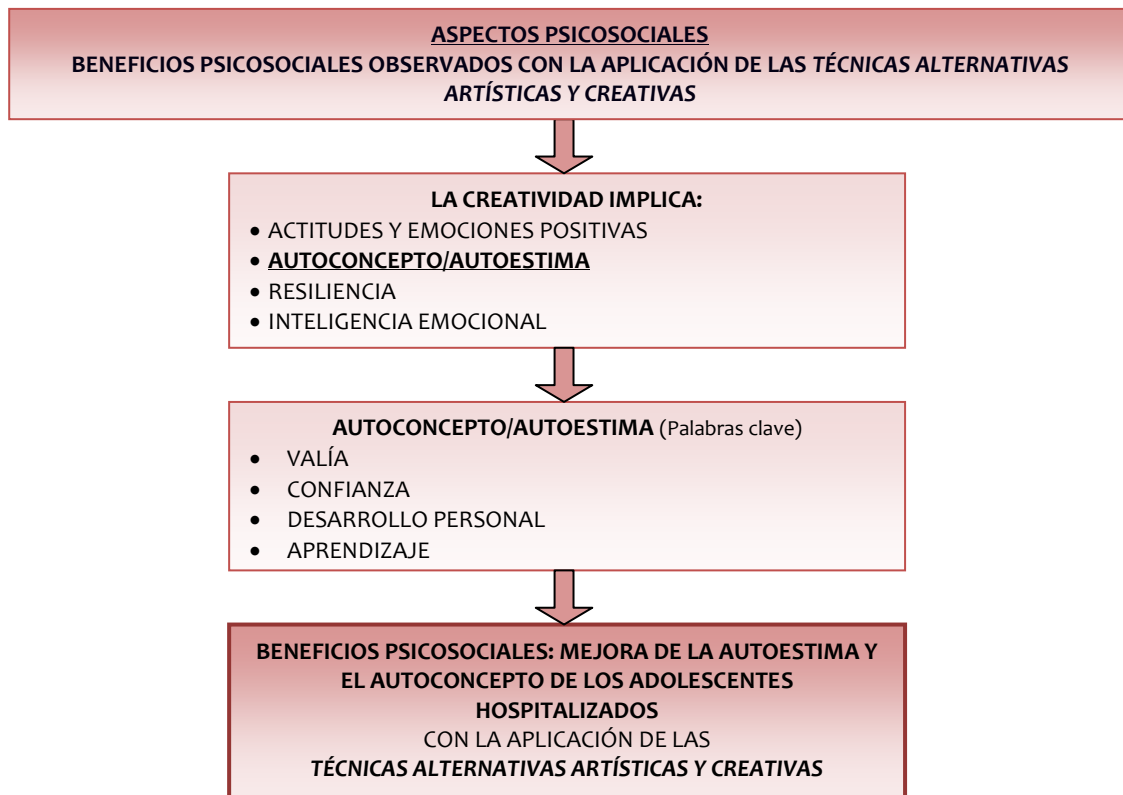 ASPECTOS PSICOSOCIALES
BENEFICIOS PSICOSOCIALES OBSERVADOS CON LA APLICACIÓN DE LAS TÉCNICAS ALTERNATIVAS
ARTÍSTICAS Y CREATIVAS
LA CREATIVIDAD IMPLICA:
• ACTITUDES Y EMOCIONES POSITIVAS
• AUTOCONCEPTO/AUTOESTIMA
• RESILIENCIA
• INTELIGENCIA EMOCIONAL
AUTOCONCEPTO/AUTOESTIMA (Palabras clave)
• VALÍA
• CONFIANZA
• DESARROLLO PERSONAL
• APRENDIZAJE
BENEFICIOS PSICOSOCIALES: MEJORA DE LA AUTOESTIMA Y
EL AUTOCONCEPTO DE LOS ADOLESCENTES
HOSPITALIZADOS
CON LA APLICACIÓN DE LAS
TÉCNICAS ALTERNATIVAS ARTÍSTICAS Y CREATIVAS